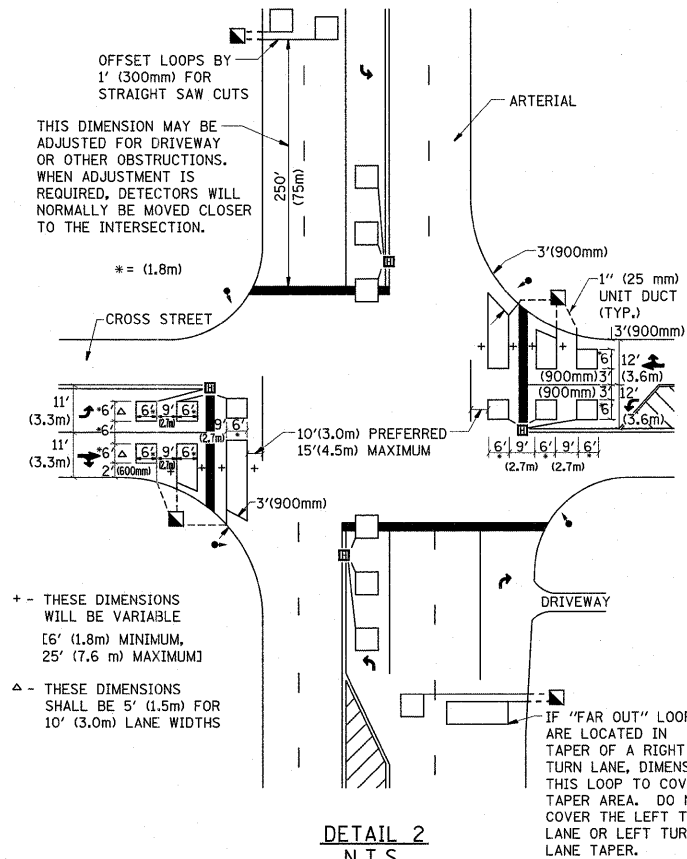 OFFSET LOOPS BY
1' (300mm) FOR
STRAIGHT SAW CUTS
ARTERIAL
THIS DIMENSION MAY BE
ADJUSTED FOR DRIVEWAY
OR OTHER OBSTRUCTIONS.
WHEN ADJUSTMENT IS
REQUIRED, DETECTORS WILL
NORMALLY BE MOVED CLOSER
TO THE INTERSECTION.
250'
(75m)
* = (1.8m)
3'(900mm)
1" (25 mm)
UNIT DUCT
(TYP.)
CROSS STREET
3'(900mm)
*6'
12'
(3.6m)
(900mm) 3'
(900mm) 3'
12'
*6'
(3.6m)
11'
(3.3m)
*6'
6' 9' 6'
(2.7m)
*6'
9' 6'
(2.7m) *
11'
(3.3m)
*6'
6' 9' 6'
(2.7m)
2' (600mm)
10'(3.0m) PREFERRED
15'(4.5m) MAXIMUM
6' 9' 6' 9' 6'
* (2.7m) * (2.7m) *
3'(900mm)
H
H
H
H
+ - THESE DIMENSIONS
WILL BE VARIABLE
[6' (1.8m) MINIMUM,
25' (7.6 m) MAXIMUM]
DRIVEWAY
△ - THESE DIMENSIONS
SHALL BE 5' (1.5m) FOR
10' (3.0m) LANE WIDTHS
IF "FAR OUT" LOOP
ARE LOCATED IN
TAPER OF A RIGHT
TURN LANE, DIMENS
THIS LOOP TO COV
TAPER AREA. DO N
COVER THE LEFT T
LANE OR LEFT TUR
LANE TAPER.
DETAIL 2
N.T.S.